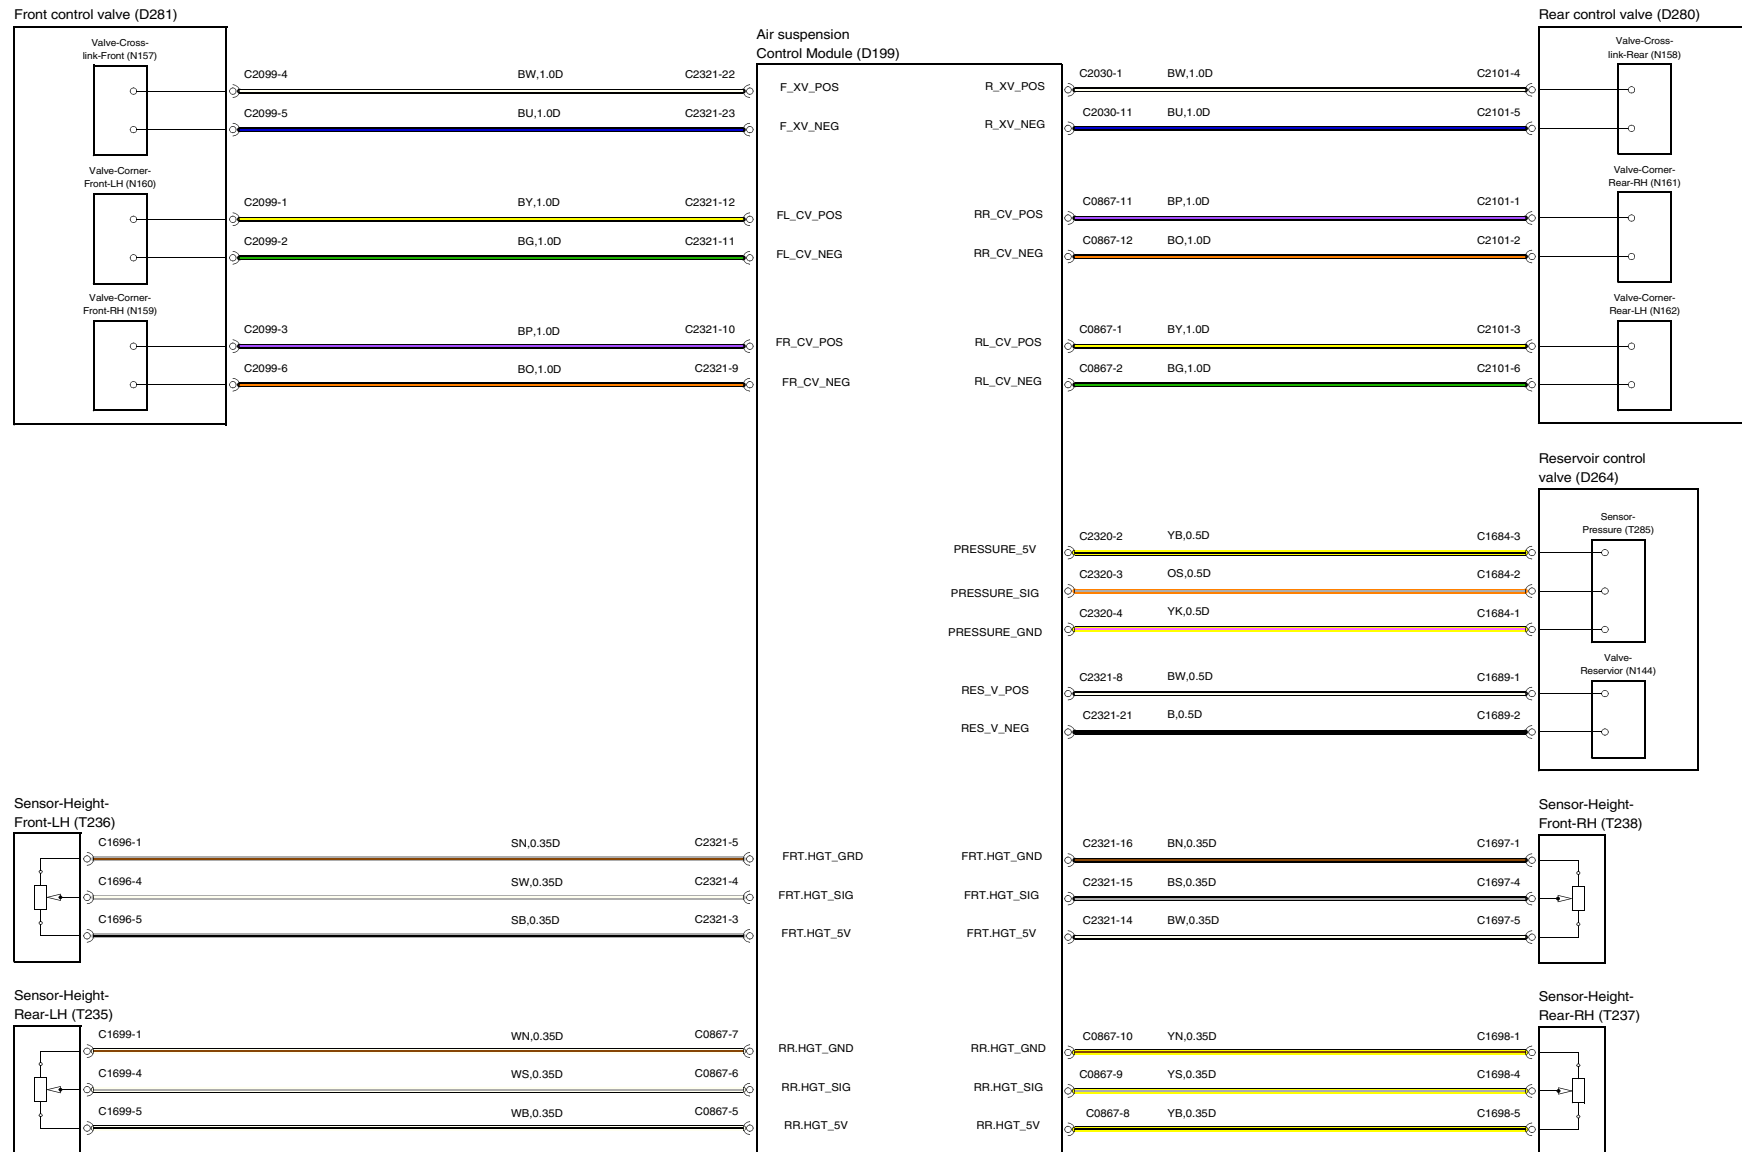 Front control valve (D281)
Valve-Cross-
link-Front (N157)
C2099-4 BW,1.0D C2321-22
C2099-5 BU,1.0D C2321-23
Valve-Corner-
Front-LH (N160)
C2099-1 BY,1.0D C2321-12
C2099-2 BG,1.0D C2321-11
Valve-Corner-
Front-RH (N159)
C2099-3 BP,1.0D C2321-10
C2099-6 BO,1.0D C2321-9
Air suspension
Control Module (D199)
F_XV_POS R_XV_POS
F_XV_NEG R_XV_NEG
FL_CV_POS RR_CV_POS
FL_CV_NEG RR_CV_NEG
FR_CV_POS RL_CV_POS
FR_CV_NEG RL_CV_NEG
PRESSURE_5V
PRESSURE_SIG
PRESSURE_GND
RES_V_POS
RES_V_NEG
FRT.HGT_GRD FRT.HGT_GND
FRT.HGT_SIG FRT.HGT_SIG
FRT.HGT_5V FRT.HGT_5V
RR.HGT_GND RR.HGT_GND
RR.HGT_SIG RR.HGT_SIG
RR.HGT_5V RR.HGT_5V
Rear control valve (D280)
Valve-Cross-
link-Rear (N158)
C2030-1 BW,1.0D C2101-4
C2030-11 BU,1.0D C2101-5
Valve-Corner-
Rear-RH (N161)
C0867-11 BP,1.0D C2101-1
C0867-12 BO,1.0D C2101-2
Valve-Corner-
Rear-LH (N162)
C0867-1 BY,1.0D C2101-3
C0867-2 BG,1.0D C2101-6
Reservoir control
valve (D264)
Sensor-
Pressure (T285)
C2320-2 YB,0.5D C1684-3
C2320-3 OS,0.5D C1684-2
C2320-4 YK,0.5D C1684-1
Valve-
Reservior (N144)
C2321-8 BW,0.5D C1689-1
C2321-21 B,0.5D C1689-2
Sensor-Height-
Front-LH (T236)
C1696-1 SN,0.35D C2321-5
C1696-4 SW,0.35D C2321-4
C1696-5 SB,0.35D C2321-3
Sensor-Height-
Front-RH (T238)
C2321-16 BN,0.35D C1697-1
C2321-15 BS,0.35D C1697-4
C2321-14 BW,0.35D C1697-5
Sensor-Height-
Rear-LH (T235)
C1699-1 WN,0.35D C0867-7
C1699-4 WS,0.35D C0867-6
C1699-5 WB,0.35D C0867-5
Sensor-Height-
Rear-RH (T237)
C0867-10 YN,0.35D C1698-1
C0867-9 YS,0.35D C1698-4
C0867-8 YB,0.35D C1698-5